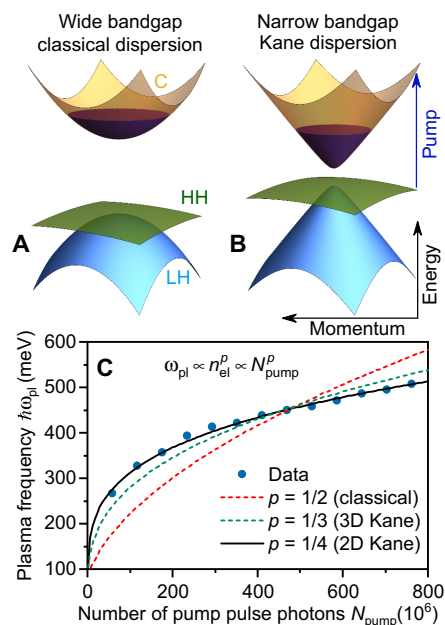 Wide bandgap
classical dispersion
Narrow bandgap
Kane dispersion
C
Pump
HH
A
B
LH
Energy
Momentum
C
ω_pl ∝ n_el^p ∝ N_pump^p
Plasma frequency ℏω_pl (meV)
600
500
400
300
200
100
Data
p = 1/2 (classical)
p = 1/3 (3D Kane)
p = 1/4 (2D Kane)
0
200
400
600
800
Number of pump pulse photons N_pump(10^6)